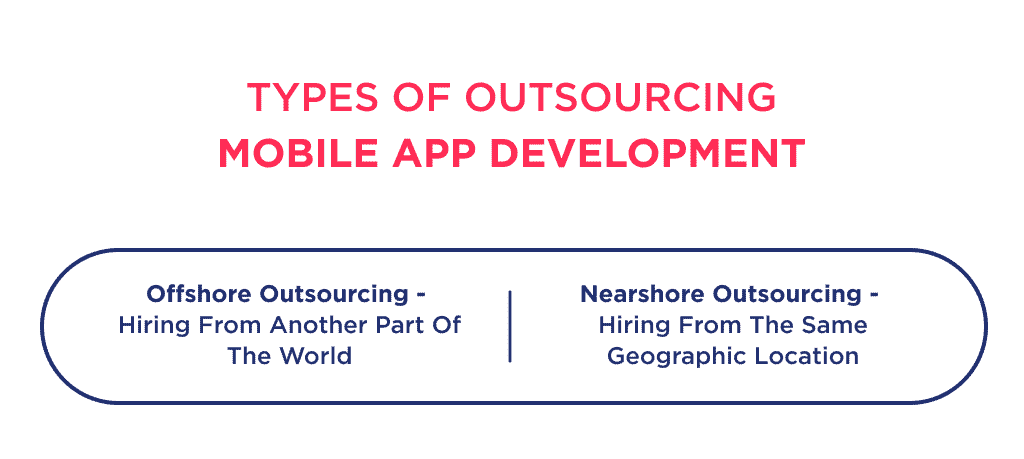 TYPES OF OUTSOURCING
MOBILE APP DEVELOPMENT
Offshore Outsourcing -
Hiring From Another Part Of
The World
Nearshore Outsourcing -
Hiring From The Same
Geographic Location